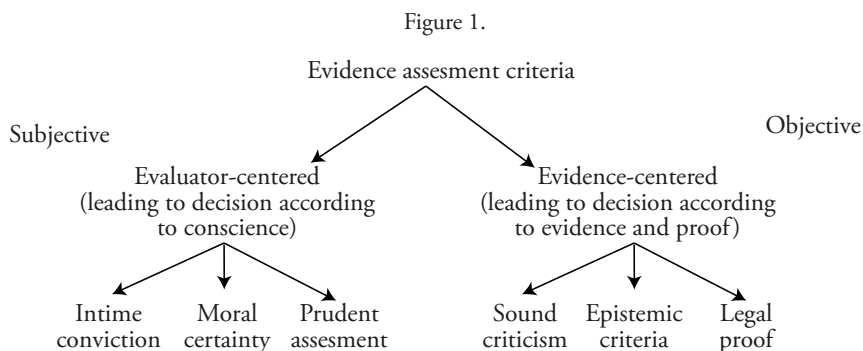 Figure 1.
Evidence assesment criteria
Subjective
Objective
Evaluator-centered
(leading to decision according
to conscience)
Evidence-centered
(leading to decision according
to evidence and proof)
Intime
conviction
Moral
certainty
Prudent
assesment
Sound
criticism
Epistemic
criteria
Legal
proof